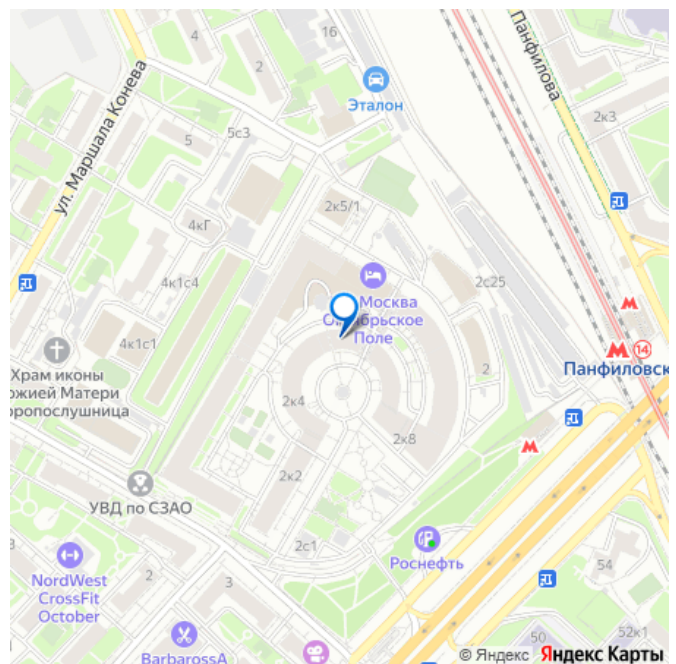 4
16
2
Эталон
Панфилова
2к3
ул. Маршала Конева
5с3
5
4кГ
2к5/1
4к1с4
2с25
Москва
Октябрьское
Поле
14
Панфиловск
4к1с1
Храм иконы
ожией Матери
оропослушница
2
2к4
2к8
2к2
УВД по СЗАО
2с1
Роснефть
3
NordWest
CrossFit
October
2
3
54
BarbarossA
50
52к1
© Яндекс Яндекс Карты